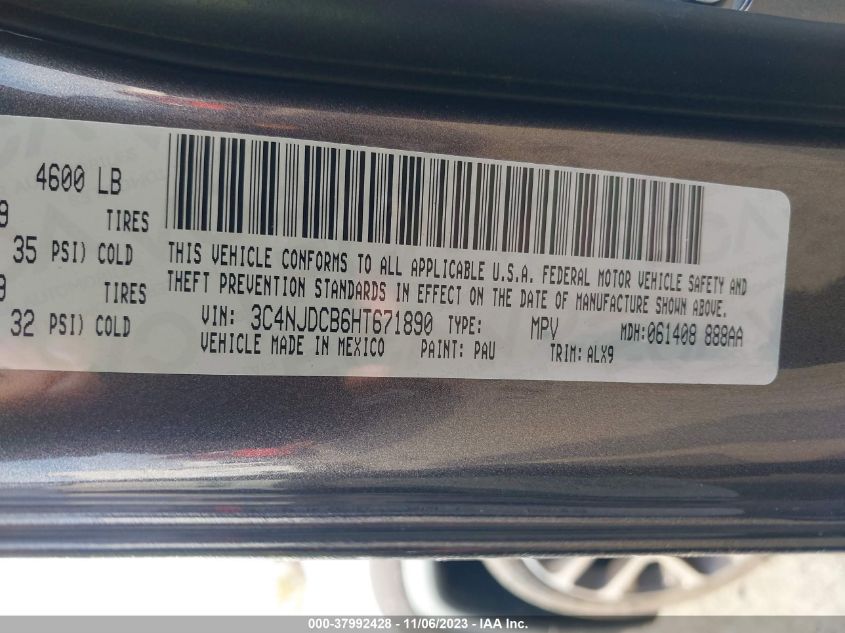 4600 LB
9 TIRES
35 PSI) COLD
9 TIRES
32 PSI) COLD
THIS VEHICLE CONFORMS TO ALL APPLICABLE U.S.A. FEDERAL MOTOR VEHICLE SAFETY AND
THEFT PREVENTION STANDARDS IN EFFECT ON THE DATE OF MANUFACTURE SHOWN ABOVE.
VIN: 3C4NJDCB6HT671890 TYPE: MPV MDH:061408 888AA
VEHICLE MADE IN MEXICO PAINT: PAU TRIM: ALX9
000-37992428 - 11/06/2023 - IAA Inc.